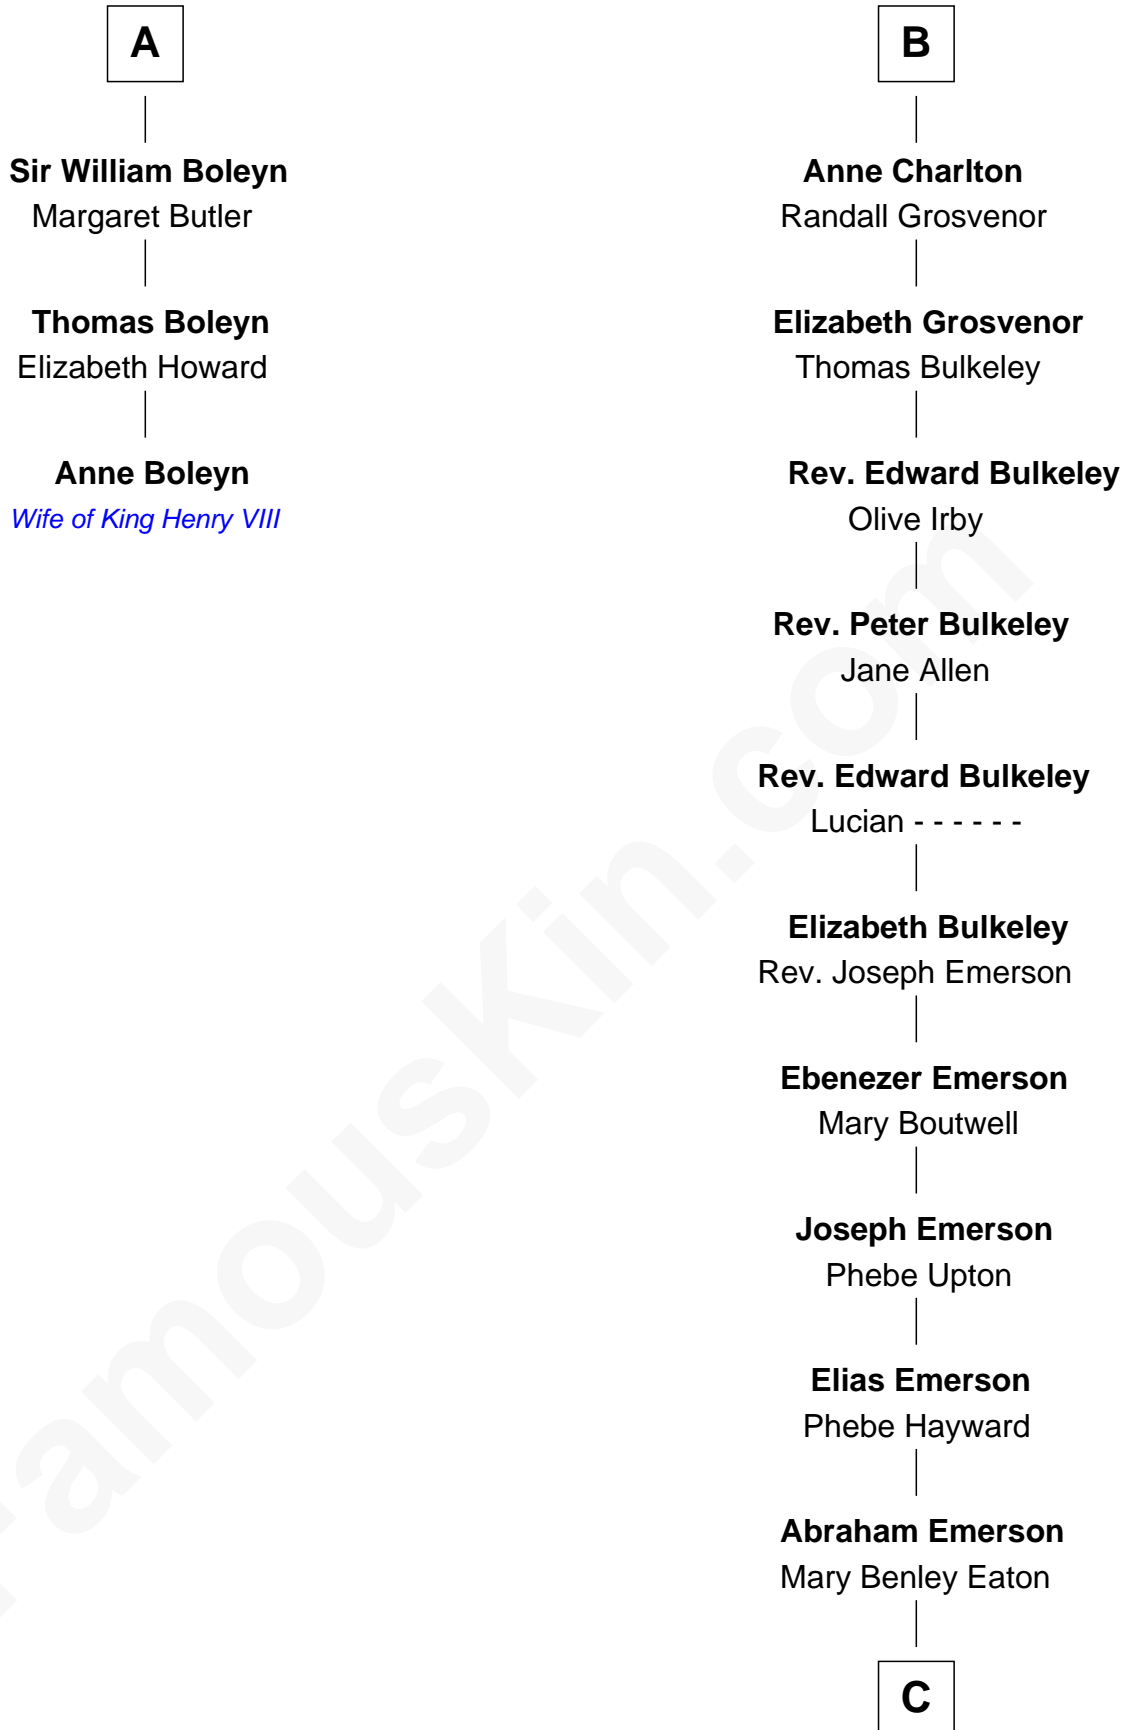 A
Sir William Boleyn
Margaret Butler
Thomas Boleyn
Elizabeth Howard
Anne Boleyn
Wife of King Henry VIII
B
Anne Charlton
Randall Grosvenor
Elizabeth Grosvenor
Thomas Bulkeley
Rev. Edward Bulkeley
Olive Irby
Rev. Peter Bulkeley
Jane Allen
Rev. Edward Bulkeley
Lucian - - - - - -
Elizabeth Bulkeley
Rev. Joseph Emerson
Ebenezer Emerson
Mary Boutwell
Joseph Emerson
Phebe Upton
Elias Emerson
Phebe Hayward
Abraham Emerson
Mary Benley Eaton
C
FamousKin.com